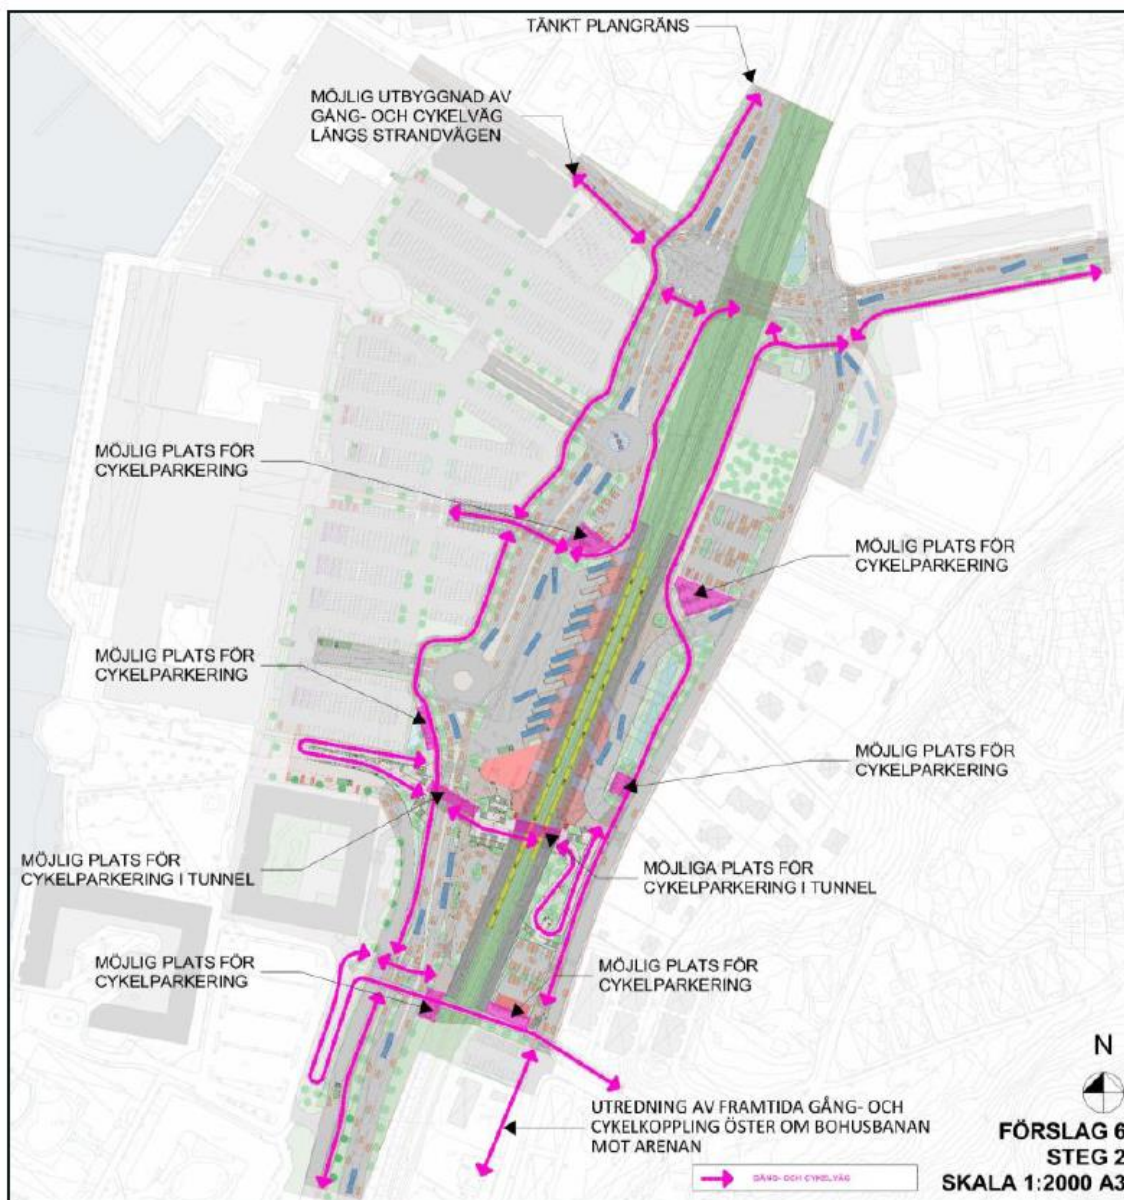 TÄNKT PLANGRÄNS
MÖJLIG UTBYGGNAD AV
GÅNG- OCH CYKELVÄG
LÄNGS STRANDVÄGEN
MÖJLIG PLATS FÖR
CYKELPARKERING
MÖJLIG PLATS FÖR
CYKELPARKERING
MÖJLIG PLATS FÖR
CYKELPARKERING
MÖJLIG PLATS FÖR
CYKELPARKERING
MÖJLIG PLATS FÖR
CYKELPARKERING I TUNNEL
MÖJLIGA PLATS FÖR
CYKELPARKERING I TUNNEL
MÖJLIG PLATS FÖR
CYKELPARKERING
MÖJLIG PLATS FÖR
CYKELPARKERING
UTREDNING AV FRAMTIDA GÅNG- OCH
CYKELKOPPLING ÖSTER OM BOHUSBANAN
MOT ARENAN
GÅNG- OCH CYKELVÄG
N
FÖRSLAG 6
STEG 2
SKALA 1:2000 A3